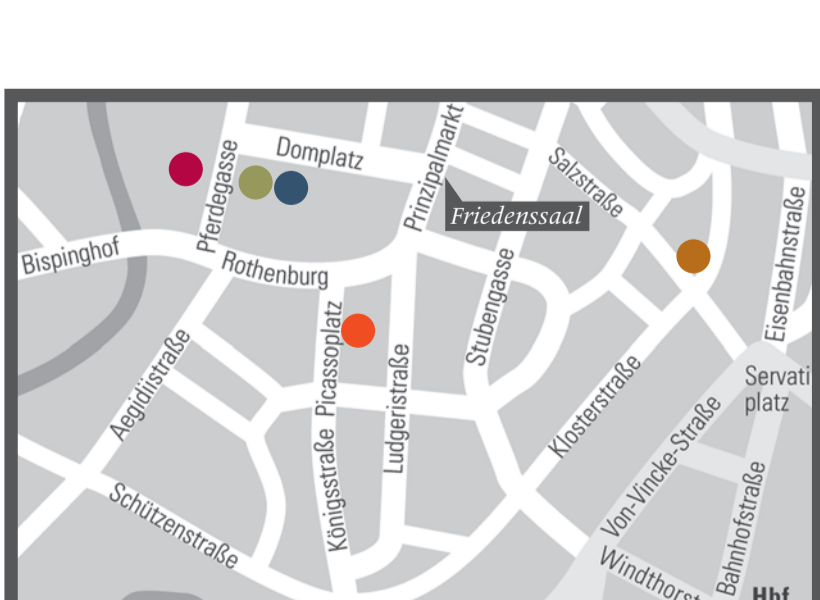 Domplatz
Pferdegasse
Prinzipalmarkt
Salzstraße
Friedenssaal
Bispinghof
Rothenburg
Stubengasse
Eisenbahnstraße
Picassoplatz
Aegidiistraße
Ludgeristraße
Klosterstraße
Servati
platz
Königsstraße
Von-Vincke-Straße
Schützenstraße
Bahnhofstraße
Windthorst
Hbf